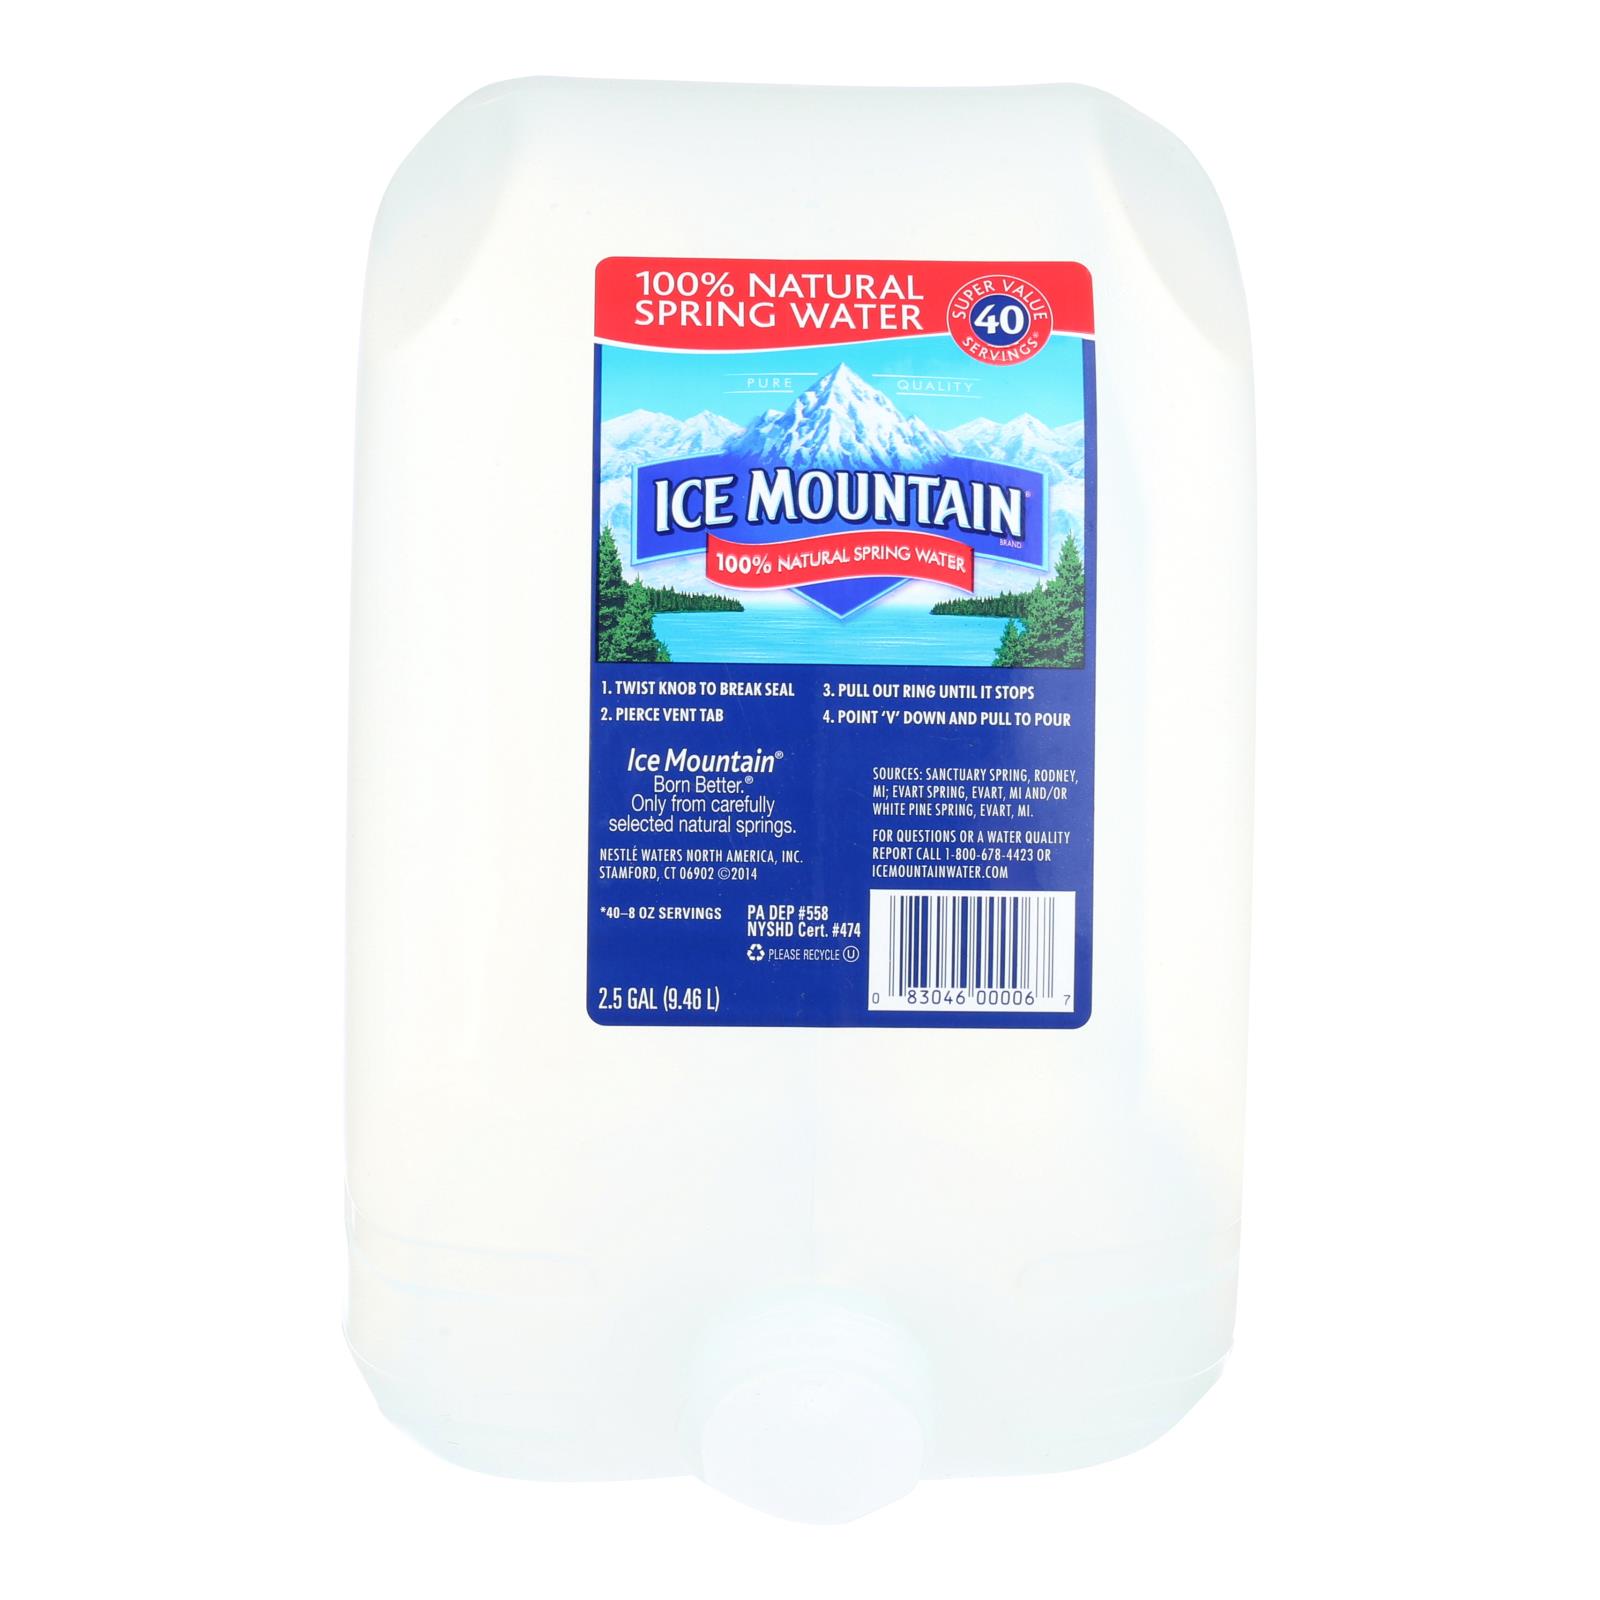 100% NATURAL
SPRING WATER
SUPER VALUE
40
SERVINGS*
PURE QUALITY
ICE MOUNTAIN®
BRAND
100% NATURAL SPRING WATER
1. TWIST KNOB TO BREAK SEAL
2. PIERCE VENT TAB
3. PULL OUT RING UNTIL IT STOPS
4. POINT ‘V’ DOWN AND PULL TO POUR
Ice Mountain®
Born Better.®
Only from carefully
selected natural springs.
NESTLÉ WATERS NORTH AMERICA, INC.
STAMFORD, CT 06902 ©2014
SOURCES: SANCTUARY SPRING, RODNEY,
MI; EVART SPRING, EVART, MI AND/OR
WHITE PINE SPRING, EVART, MI.
FOR QUESTIONS OR A WATER QUALITY
REPORT CALL 1-800-678-4423 OR
ICEMOUNTAINWATER.COM
*40–8 OZ SERVINGS
PA DEP #558
NYSHD Cert. #474
PLEASE RECYCLE U
2.5 GAL (9.46 L)
0 83046 00006 7